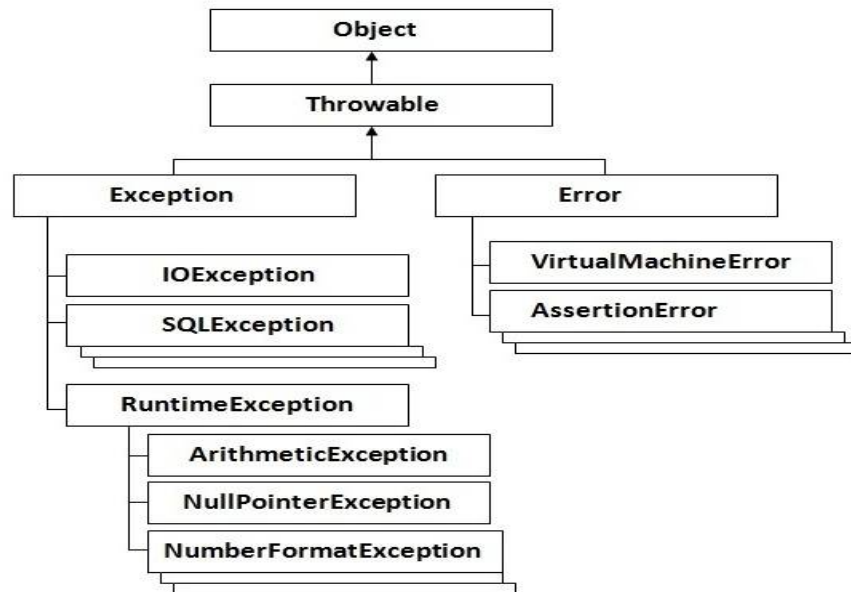 Object
Throwable
Exception
Error
IOException
VirtualMachineError
SQLException
AssertionError
RuntimeException
ArithmeticException
NullPointerException
NumberFormatException